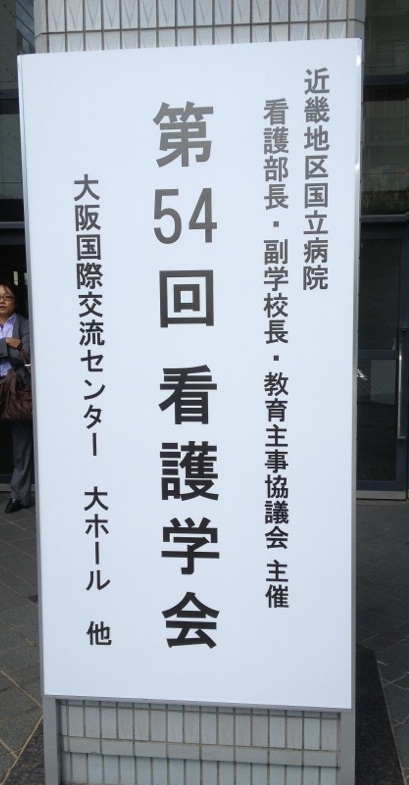 近畿地区国立病院
看護部長・副学校長・教育主事協議会 主催
第54回 看護学会
大阪国際交流センター 大ホール 他